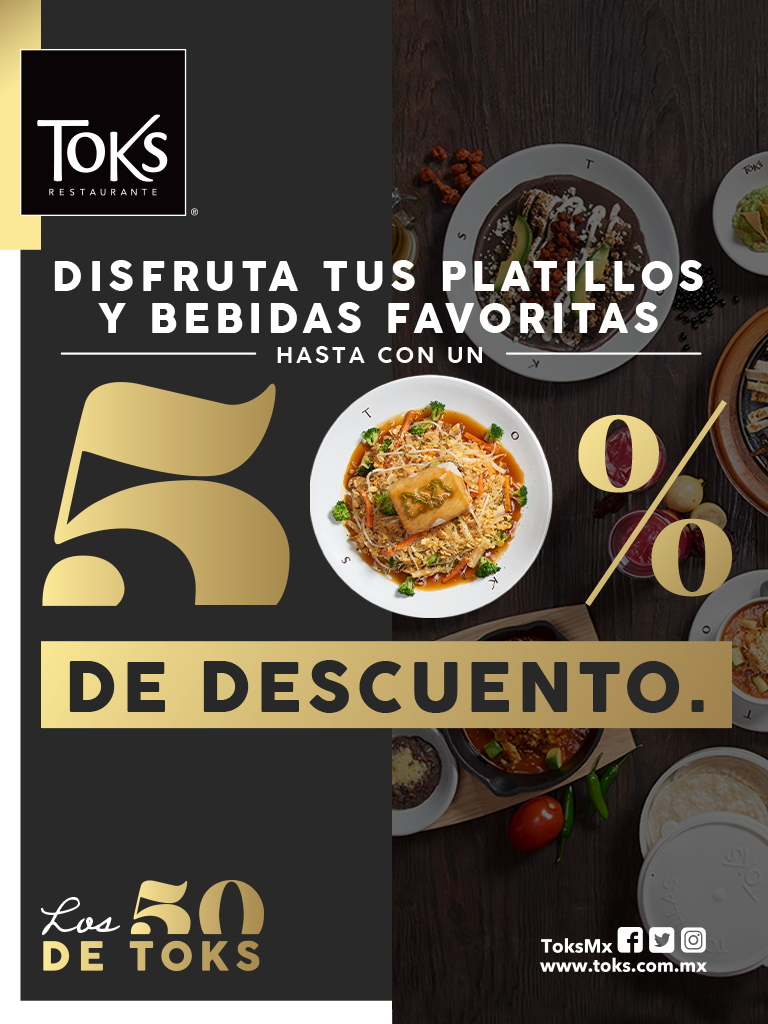 TOKS
RESTAURANTE
®
DISFRUTA TUS PLATILLOS
Y BEBIDAS FAVORITAS
HASTA CON UN
50%
DE DESCUENTO.
Los 50
DE TOKS
ToksMx
www.toks.com.mx
T
O
K
S
T
S
K
Toks
O
T